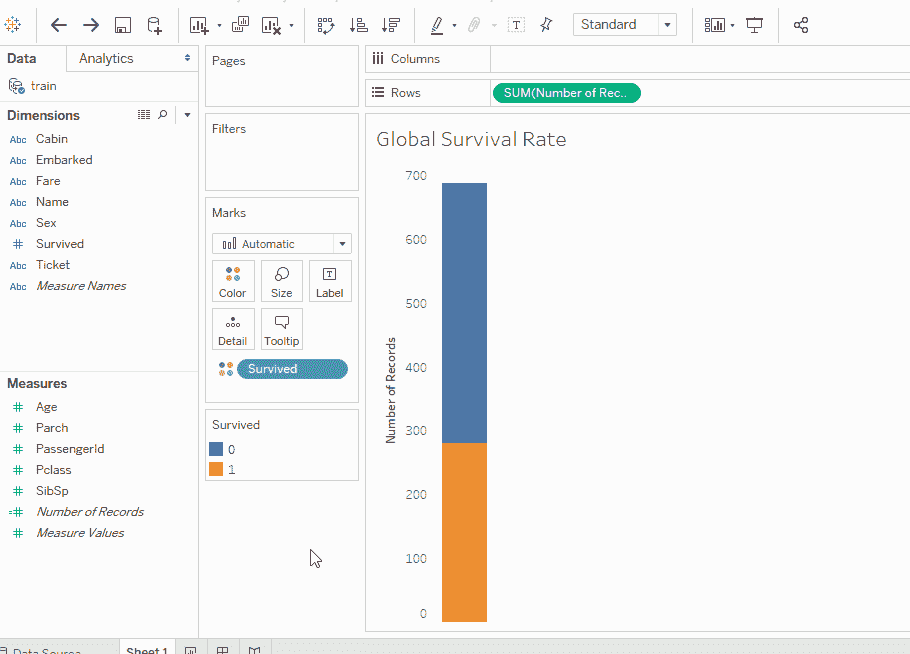 Standard
Data
Analytics
train
Dimensions
Abc Cabin
Abc Embarked
Abc Fare
Abc Name
Abc Sex
# Survived
Abc Ticket
Abc Measure Names
Measures
# Age
# Parch
# PassengerId
# Pclass
# SibSp
=# Number of Records
# Measure Values
Pages
Filters
Marks
Automatic
Color
Size
T
Label
Detail
Tooltip
Survived
Survived
0
1
Columns
Rows
SUM(Number of Rec..
Global Survival Rate
700
600
500
400
300
200
100
0
Number of Records
Data Source
Sheet 1